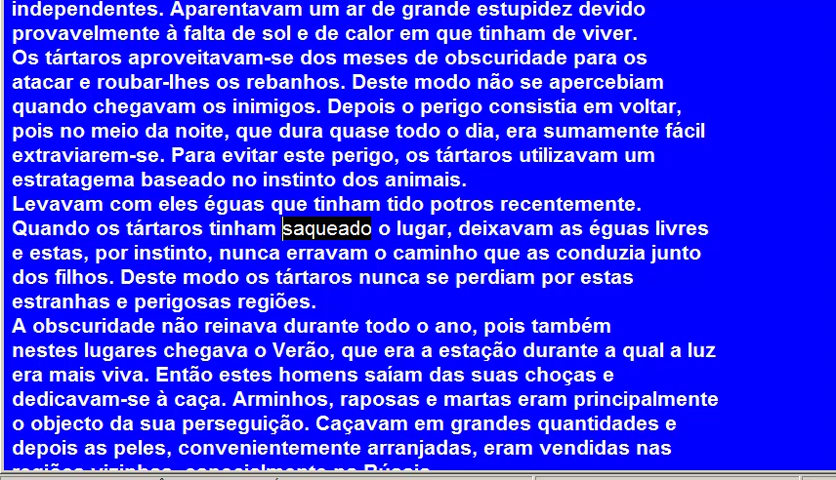 independentes. Aparentavam um ar de grande estupidez devido
provavelmente à falta de sol e de calor em que tinham de viver.
Os tártaros aproveitavam-se dos meses de obscuridade para os
atacar e roubar-lhes os rebanhos. Deste modo não se apercebiam
quando chegavam os inimigos. Depois o perigo consistia em voltar,
pois no meio da noite, que dura quase todo o dia, era sumamente fácil
extraviarem-se. Para evitar este perigo, os tártaros utilizavam um
estratagema baseado no instinto dos animais.
Levavam com eles éguas que tinham tido potros recentemente.
Quando os tártaros tinham saqueado o lugar, deixavam as éguas livres
e estas, por instinto, nunca erravam o caminho que as conduzia junto
dos filhos. Deste modo os tártaros nunca se perdiam por estas
estranhas e perigosas regiões.
A obscuridade não reinava durante todo o ano, pois também
nestes lugares chegava o Verão, que era a estação durante a qual a luz
era mais viva. Então estes homens saíam das suas choças e
dedicavam-se à caça. Arminhos, raposas e martas eram principalmente
o objecto da sua perseguição. Caçavam em grandes quantidades e
depois as peles, convenientemente arranjadas, eram vendidas nas
regiões vizinhas, especialmente na Rússia